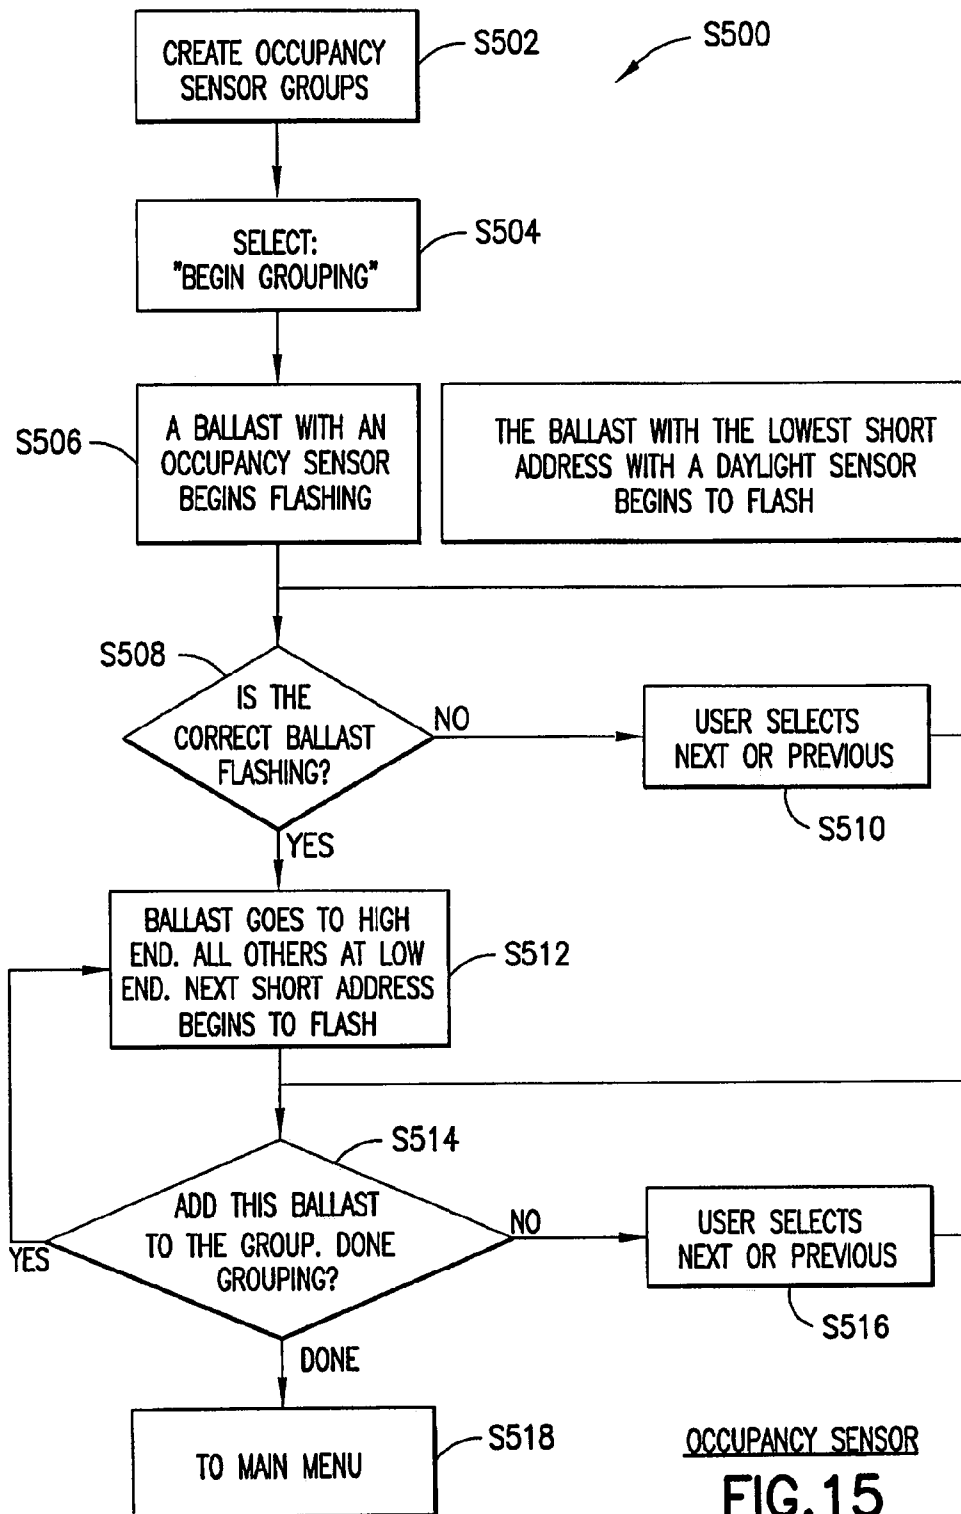 CREATE OCCUPANCY
SENSOR GROUPS
S502
S500
SELECT:
"BEGIN GROUPING"
S504
S506
A BALLAST WITH AN
OCCUPANCY SENSOR
BEGINS FLASHING
THE BALLAST WITH THE LOWEST SHORT
ADDRESS WITH A DAYLIGHT SENSOR
BEGINS TO FLASH
S508
IS THE
CORRECT BALLAST
FLASHING?
NO
USER SELECTS
NEXT OR PREVIOUS
S510
YES
BALLAST GOES TO HIGH
END. ALL OTHERS AT LOW
END. NEXT SHORT ADDRESS
BEGINS TO FLASH
S512
S514
ADD THIS BALLAST
TO THE GROUP. DONE
GROUPING?
YES
NO
USER SELECTS
NEXT OR PREVIOUS
S516
DONE
TO MAIN MENU
S518
OCCUPANCY SENSOR
FIG.15